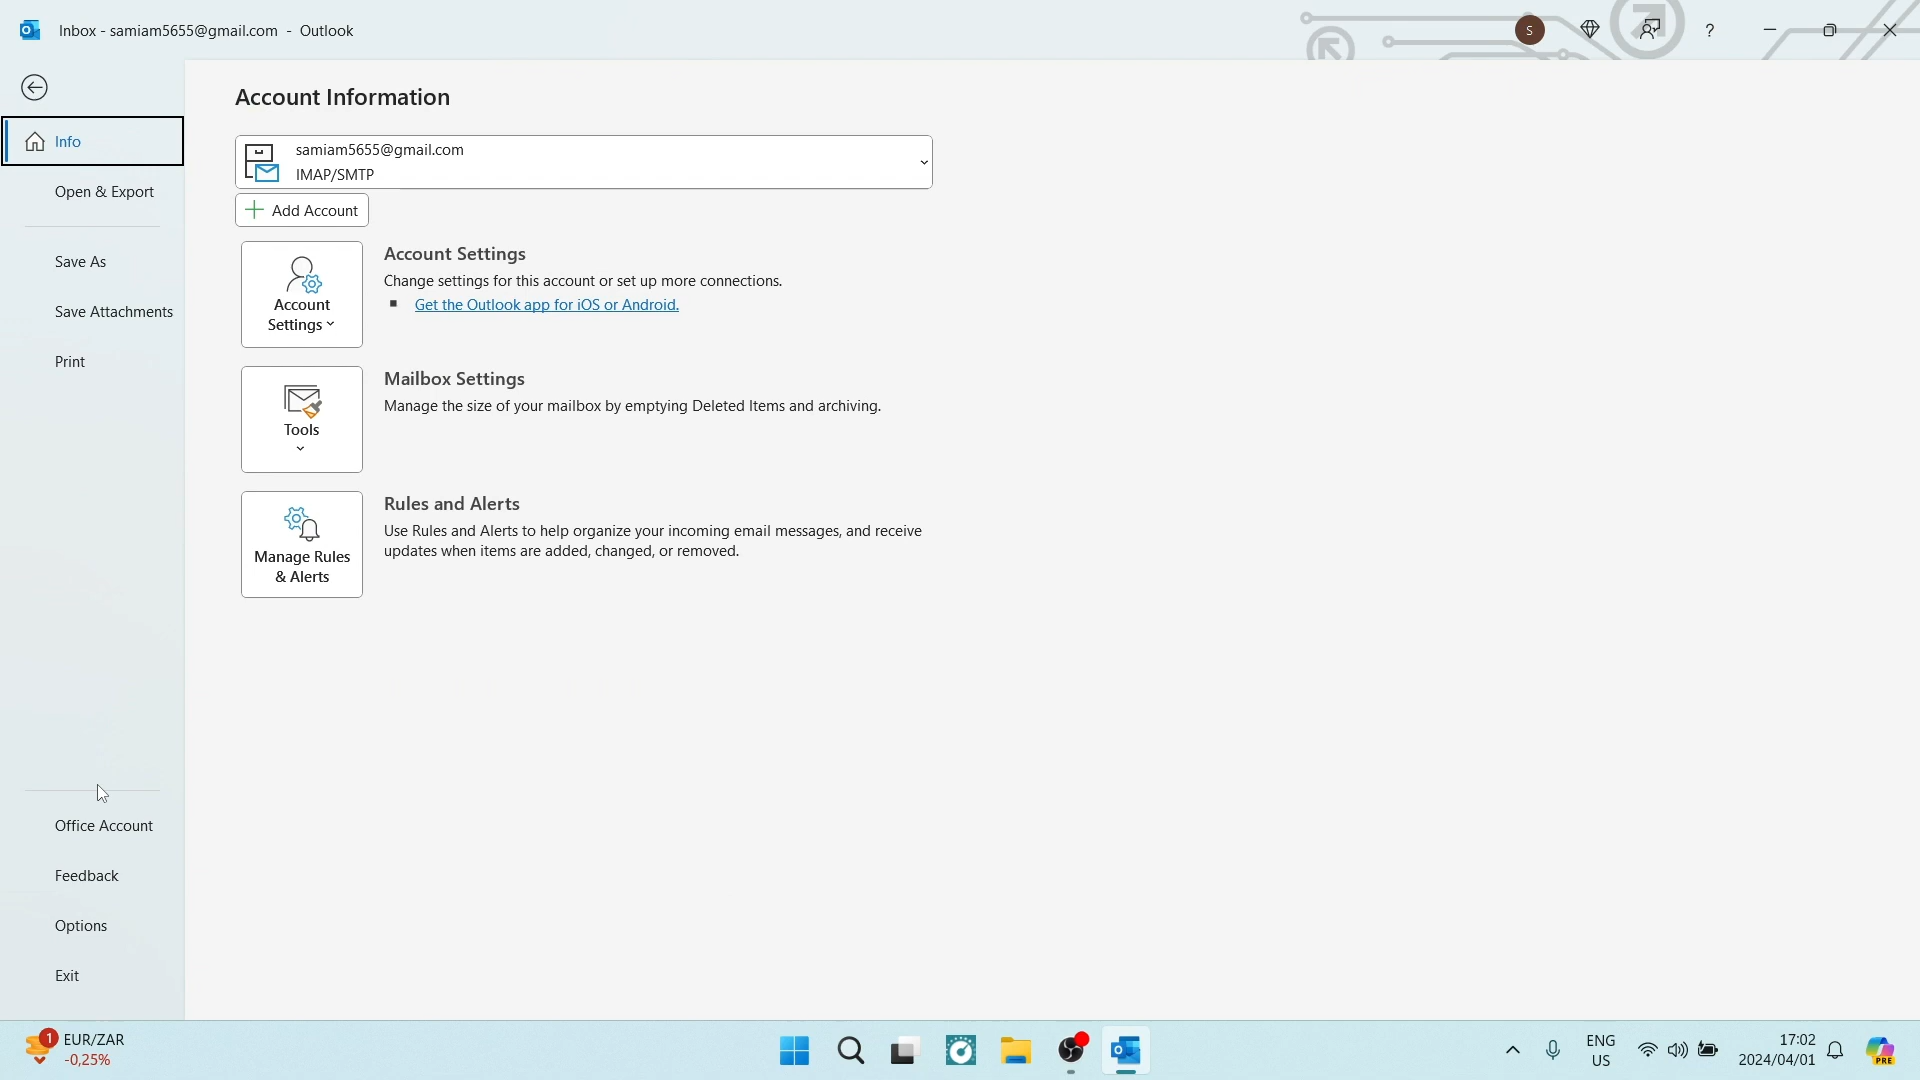 Inbox - samiam5655@gmail.com - Outlook
S
?
Account Information
Info
samiam5655@gmail.com
IMAP/SMTP
Open & Export
Add Account
Account Settings
Account Settings
Change settings for this account or set up more connections.
Get the Outlook app for iOS or Android.
Save As
Save Attachments
Print
Tools
Mailbox Settings
Manage the size of your mailbox by emptying Deleted Items and archiving.
Manage Rules
& Alerts
Rules and Alerts
Use Rules and Alerts to help organize your incoming email messages, and receive
updates when items are added, changed, or removed.
Office Account
Feedback
Options
Exit
1
EUR/ZAR
-0,25%
ENG
US
17:02
2024/04/01
PRE